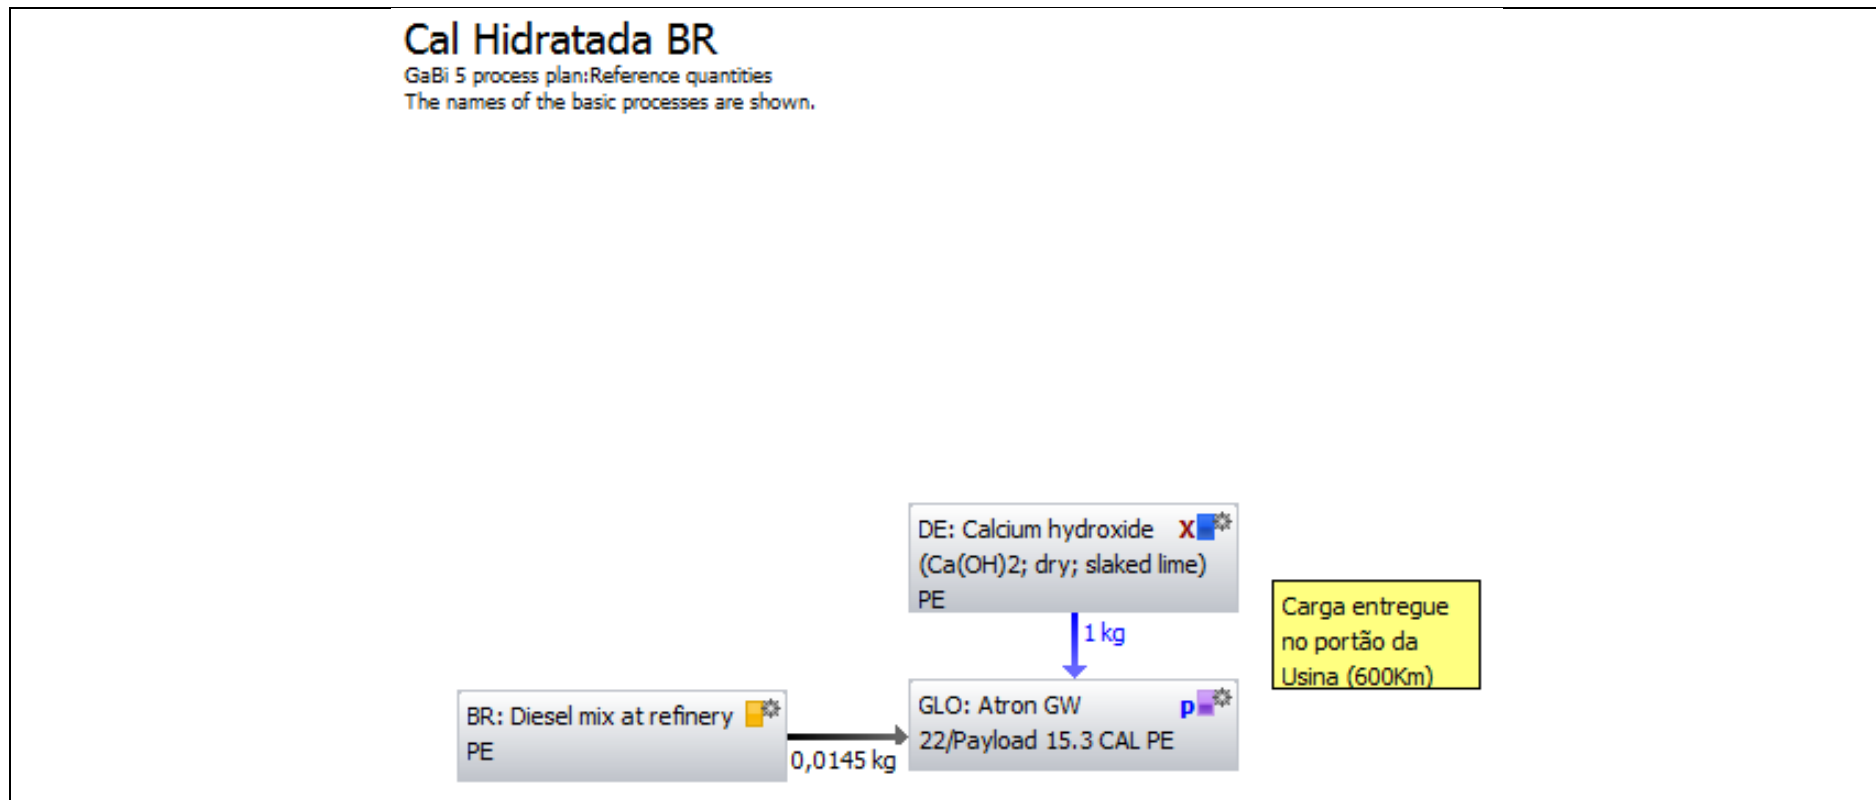 Cal Hidratada BR
GaBi 5 process plan:Reference quantities
The names of the basic processes are shown.
DE: Calcium hydroxide X
(Ca(OH)2; dry; slaked lime)
PE
1 kg
Carga entregue
no portão da
Usina (600Km)
BR: Diesel mix at refinery
PE
0,0145 kg
GLO: Atron GW p
22/Payload 15.3 CAL PE